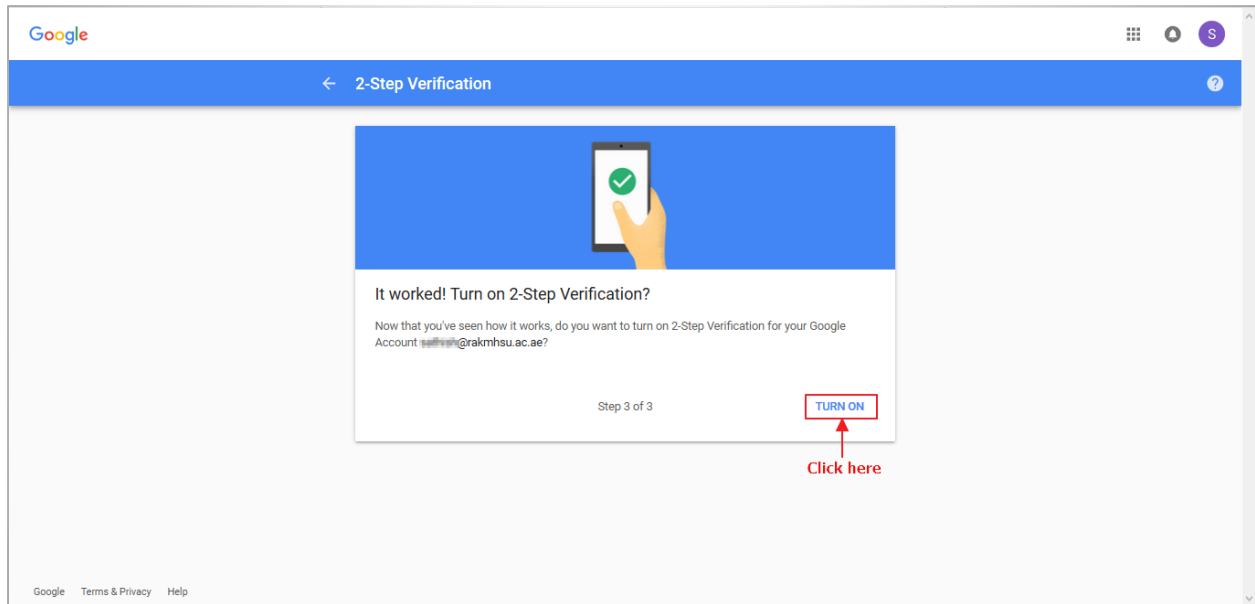 Google
S
2-Step Verification
?
It worked! Turn on 2-Step Verification?
Now that you've seen how it works, do you want to turn on 2-Step Verification for your Google
Account @rakmhsu.ac.ae?
Step 3 of 3
TURN ON
Click here
Google Terms & Privacy Help